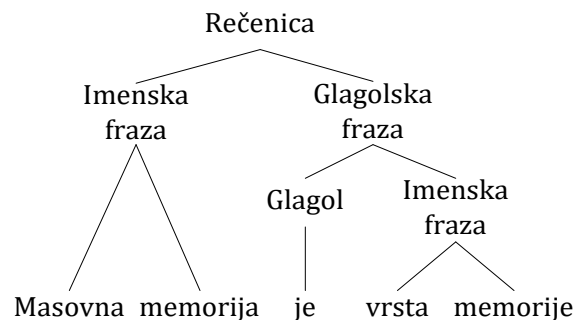 Rečenica
Imenska
fraza
Glagolska
fraza
Glagol
Imenska
fraza
Masovna memorija je vrsta memorije